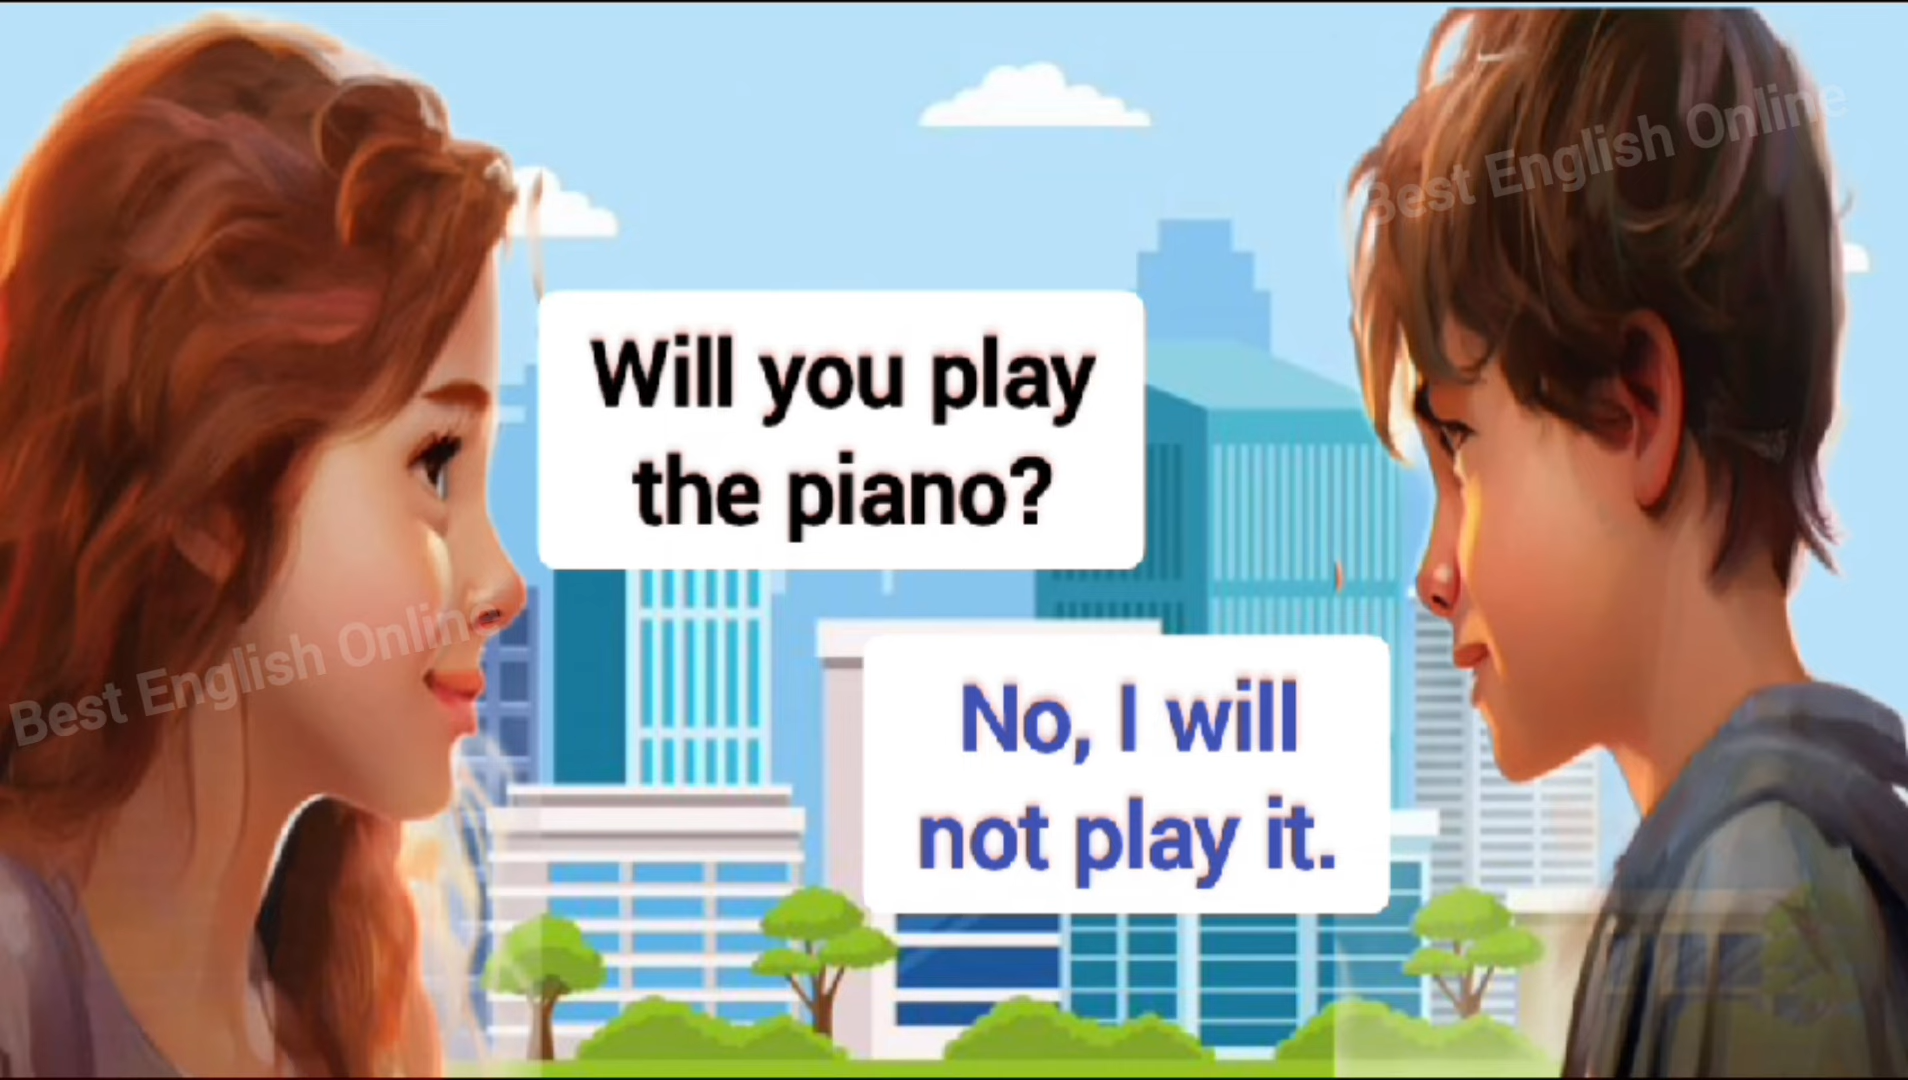 Best English Online
Will you play
the piano?
Best English Online
No, I will
not play it.